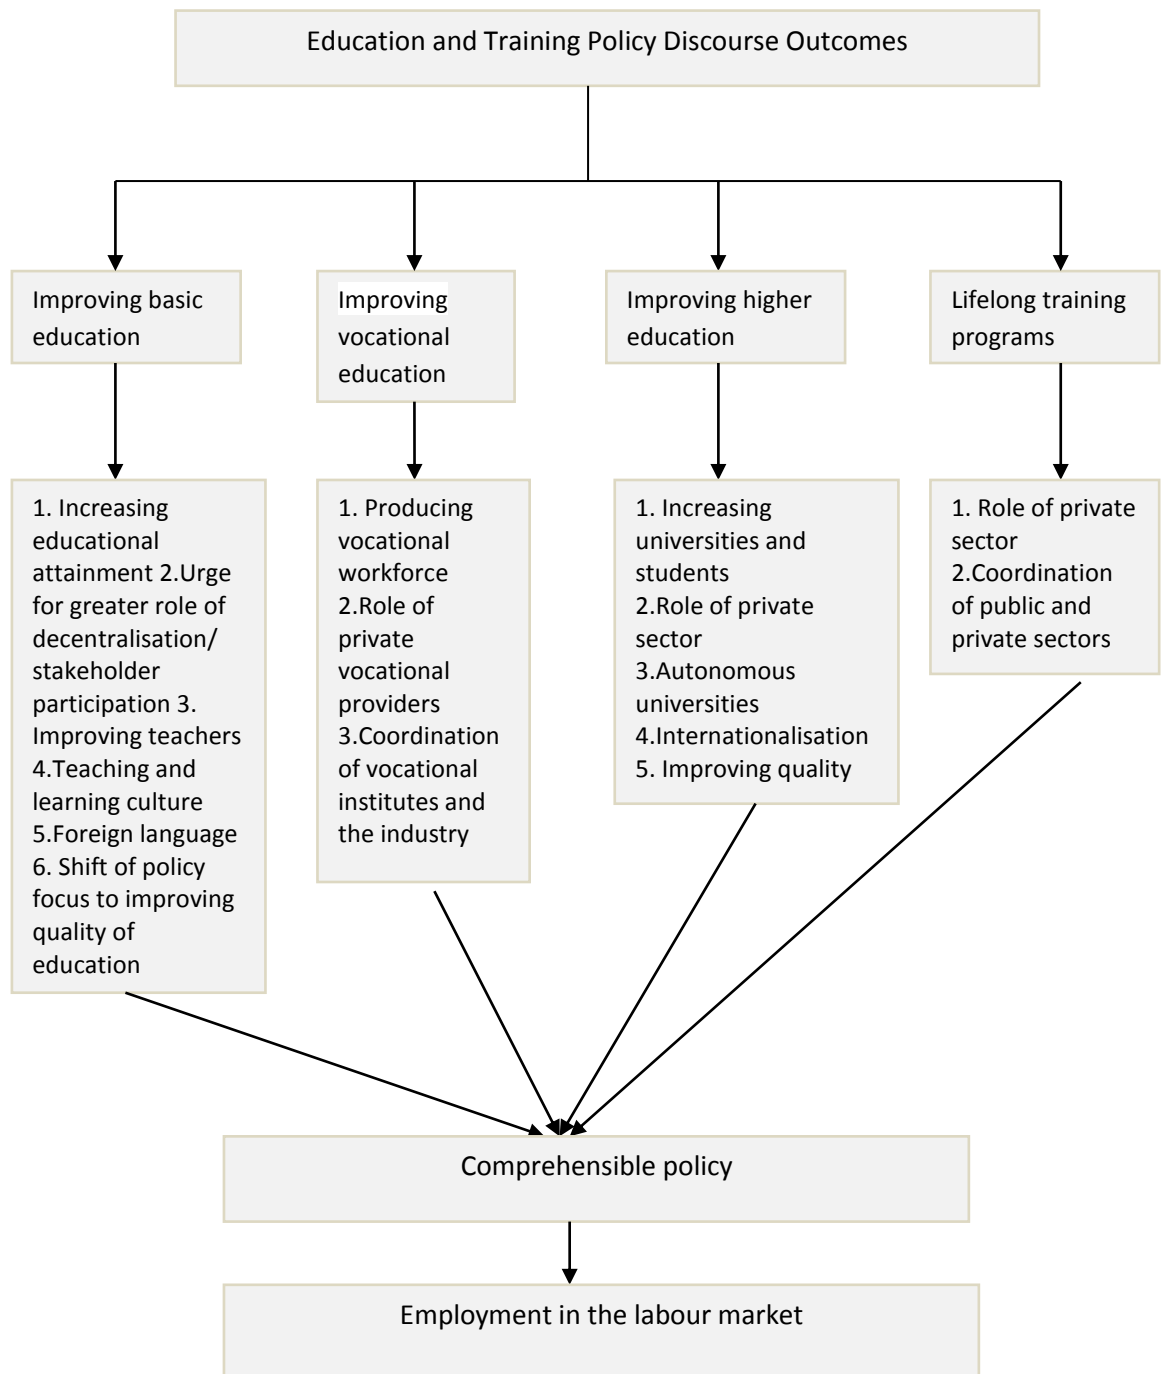 Education and Training Policy Discourse Outcomes
Improving basic
education
Improving
vocational
education
Improving higher
education
Lifelong training
programs
1. Increasing
educational
attainment 2.Urge
for greater role of
decentralisation/
stakeholder
participation 3.
Improving teachers
4.Teaching and
learning culture
5.Foreign language
6. Shift of policy
focus to improving
quality of
education
1. Producing
vocational
workforce
2.Role of
private
vocational
providers
3.Coordination
of vocational
institutes and
the industry
1. Increasing
universities and
students
2.Role of private
sector
3.Autonomous
universities
4.Internationalisation
5. Improving quality
1. Role of private
sector
2.Coordination
of public and
private sectors
Comprehensible policy
Employment in the labour market